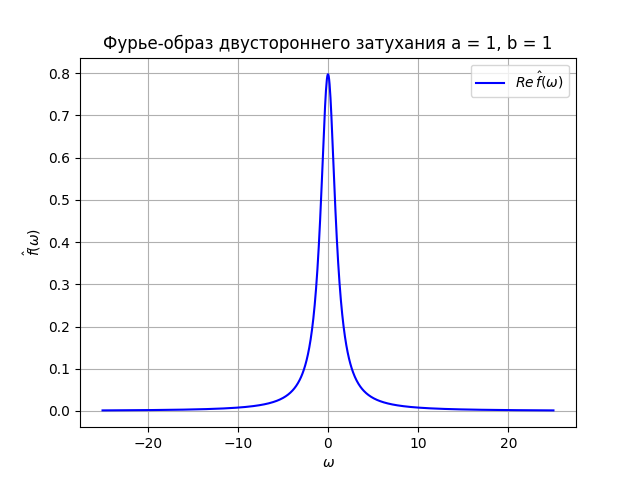 Фурье-образ двустороннего затухания a = 1, b = 1
Re f̂(ω)
f̂(ω)
0.8
0.7
0.6
0.5
0.4
0.3
0.2
0.1
0.0
−20 −10 0 10 20
ω